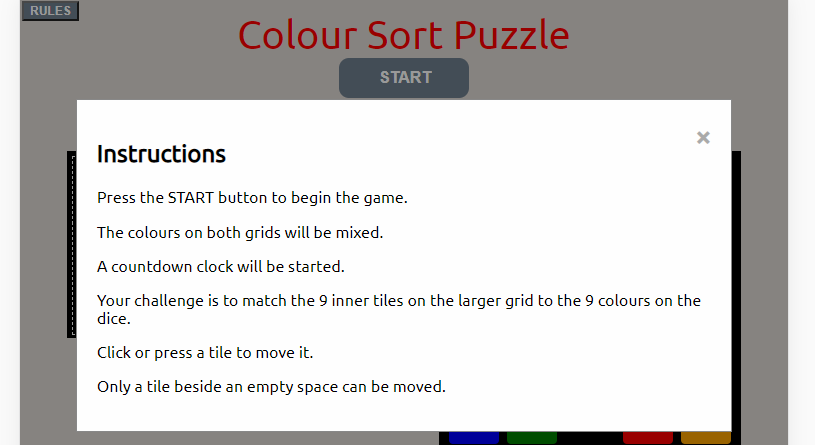 RULES
Colour Sort Puzzle
START
×
Instructions
Press the START button to begin the game.
The colours on both grids will be mixed.
A countdown clock will be started.
Your challenge is to match the 9 inner tiles on the larger grid to the 9 colours on the
dice.
Click or press a tile to move it.
Only a tile beside an empty space can be moved.